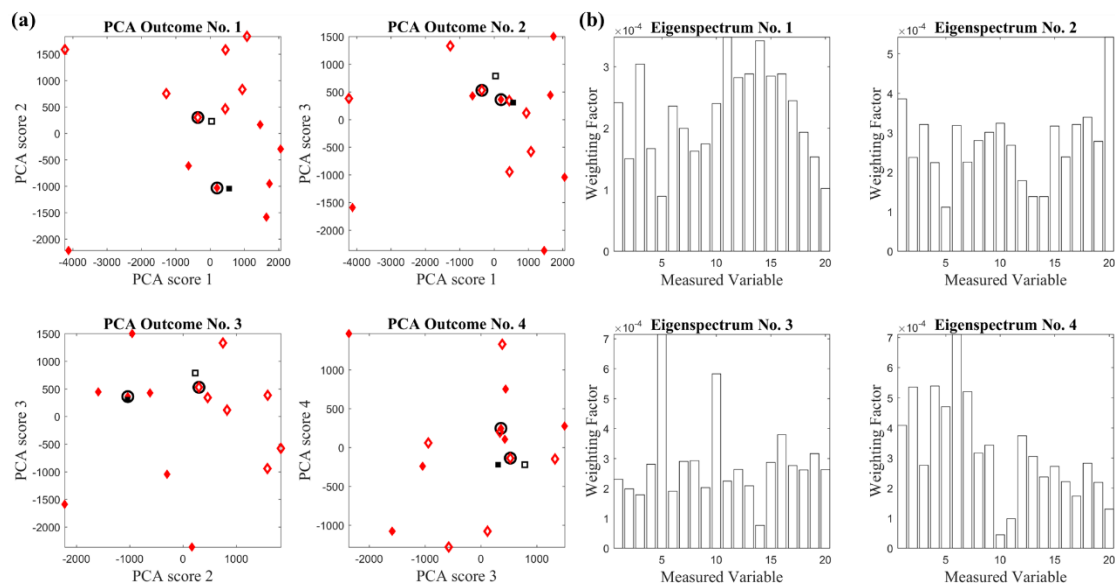 (a)
PCA Outcome No. 1
PCA score 2
1500
1000
500
0
-500
-1000
-1500
-2000
-4000 -3000 -2000 -1000 0 1000 2000
PCA score 1
PCA Outcome No. 2
PCA score 3
1500
1000
500
0
-500
-1000
-1500
-2000
-4000 -3000 -2000 -1000 0 1000 2000
PCA score 1
(b)
Eigenspectrum No. 1
×10-4
Weighting Factor
3
2
1
0
5 10 15 20
Measured Variable
Eigenspectrum No. 2
×10-4
Weighting Factor
5
4
3
2
1
0
5 10 15 20
Measured Variable
PCA Outcome No. 3
PCA score 3
1500
1000
500
0
-500
-1000
-1500
-2000
-2000 -1000 0 1000
PCA score 2
PCA Outcome No. 4
PCA score 4
1000
500
0
-500
-1000
-2000 -1000 0 1000
PCA score 3
Eigenspectrum No. 3
×10-4
Weighting Factor
7
6
5
4
3
2
1
0
5 10 15 20
Measured Variable
Eigenspectrum No. 4
×10-4
Weighting Factor
7
6
5
4
3
2
1
0
5 10 15 20
Measured Variable